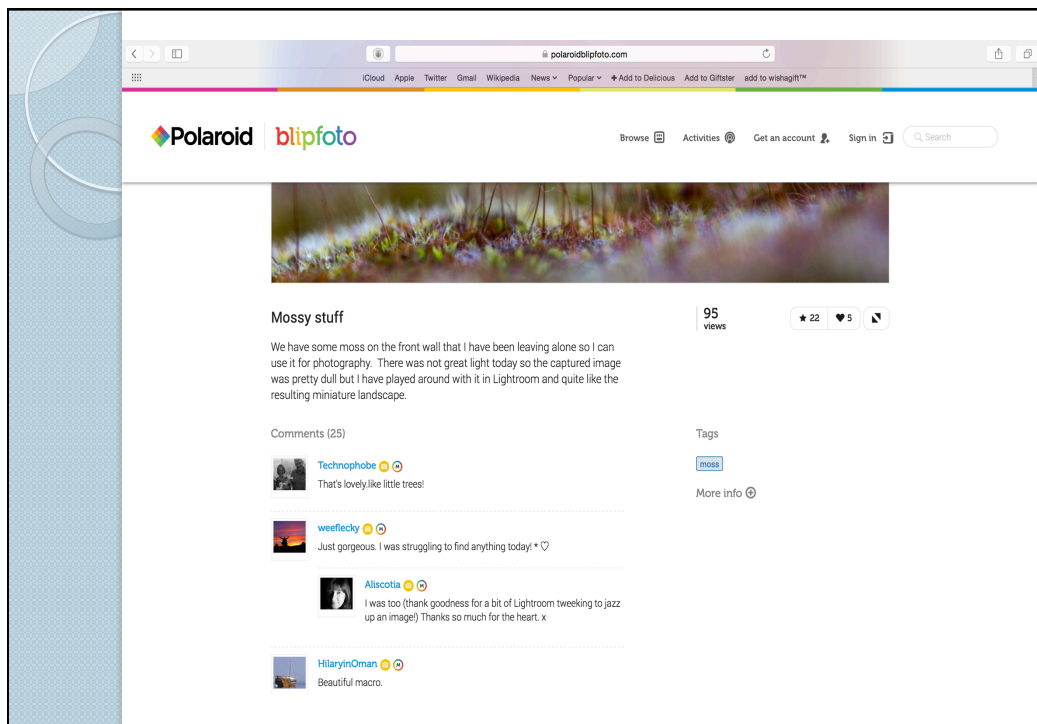 polaroidblipfoto.com
iCloud Apple Twitter Gmail Wikipedia News Popular + Add to Delicious Add to Giftster add to wishagift™
Polaroid blipfoto
Browse Activities Get an account Sign in Search
Mossy stuff
95
views
★ 22 ♥ 5
We have some moss on the front wall that I have been leaving alone so I can
use it for photography. There was not great light today so the captured image
was pretty dull but I have played around with it in Lightroom and quite like the
resulting miniature landscape.
Comments (25)
Tags
moss
More info
Technophobe M
That's lovely.like little trees!
weeflecky M
Just gorgeous. I was struggling to find anything today! * ♡
Aliscotia M
I was too (thank goodness for a bit of Lightroom tweeking to jazz
up an image!) Thanks so much for the heart. x
HilaryinOman M
Beautiful macro.